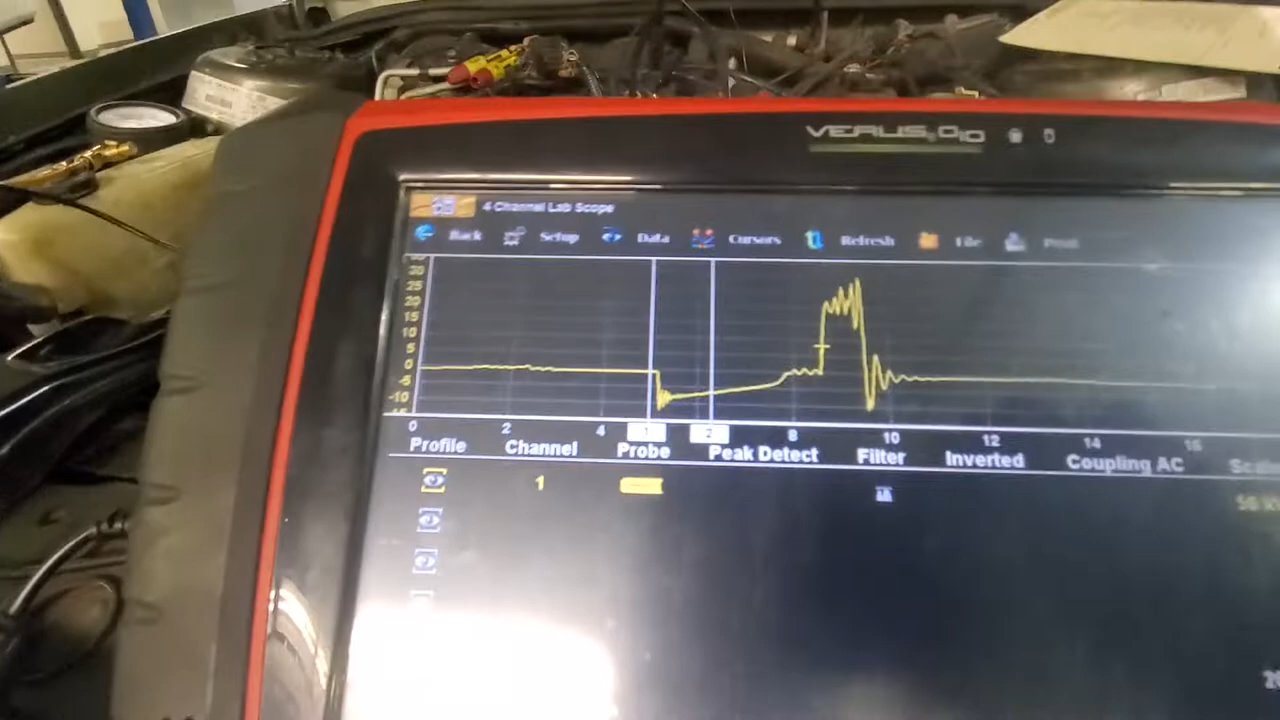 VERUS PRO
4 Channel Lab Scope
Back Setup Data Cursors Refresh File Print
30
25
20
15
10
5
0
-5
-10
0 2 4 1 2 8 10 12 14 16
Profile Channel Probe Peak Detect Filter Inverted Coupling AC Scale
1